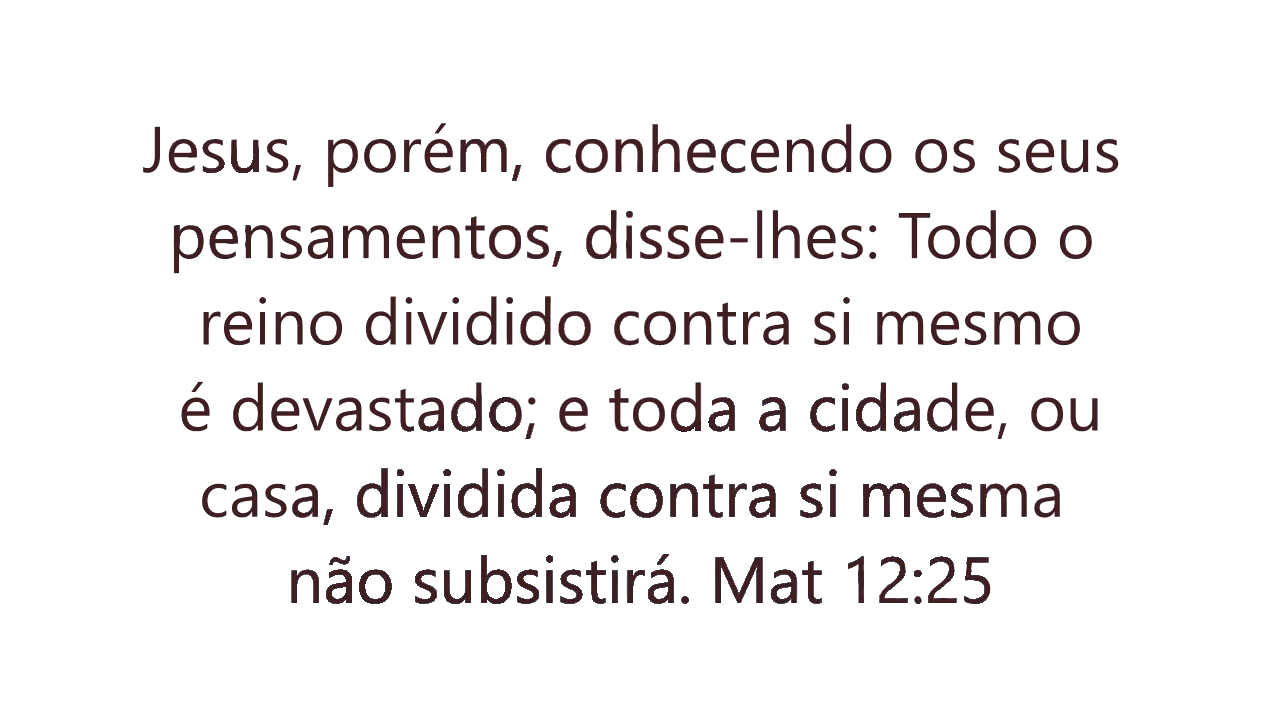 Jesus, porém, conhecendo os seus
pensamentos, disse-lhes: Todo o
reino dividido contra si mesmo
é devastado; e toda a cidade, ou
casa, dividida contra si mesma
não subsistirá. Mat 12:25